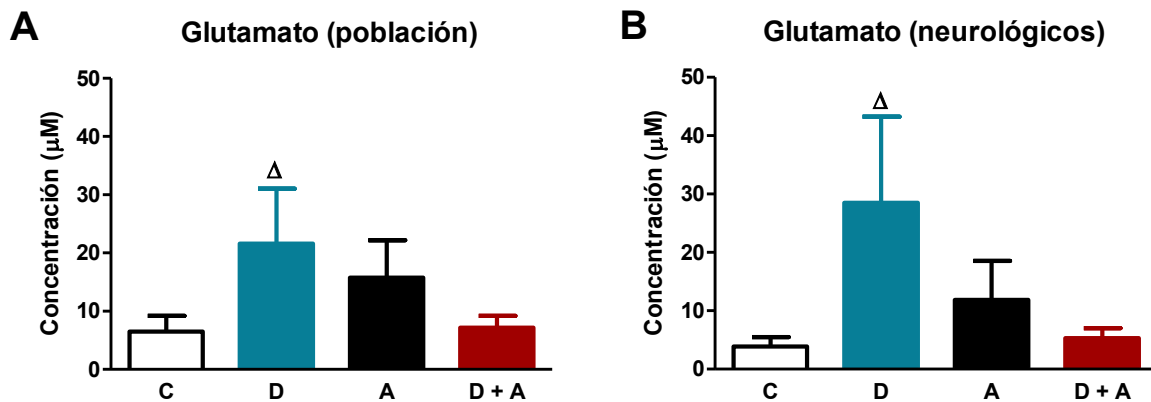 A
Glutamato (población)
Concentración (μM)
50
40
30
20
10
0
Δ
C D A D + A
B
Glutamato (neurológicos)
Concentración (μM)
50
40
30
20
10
0
Δ
C D A D + A